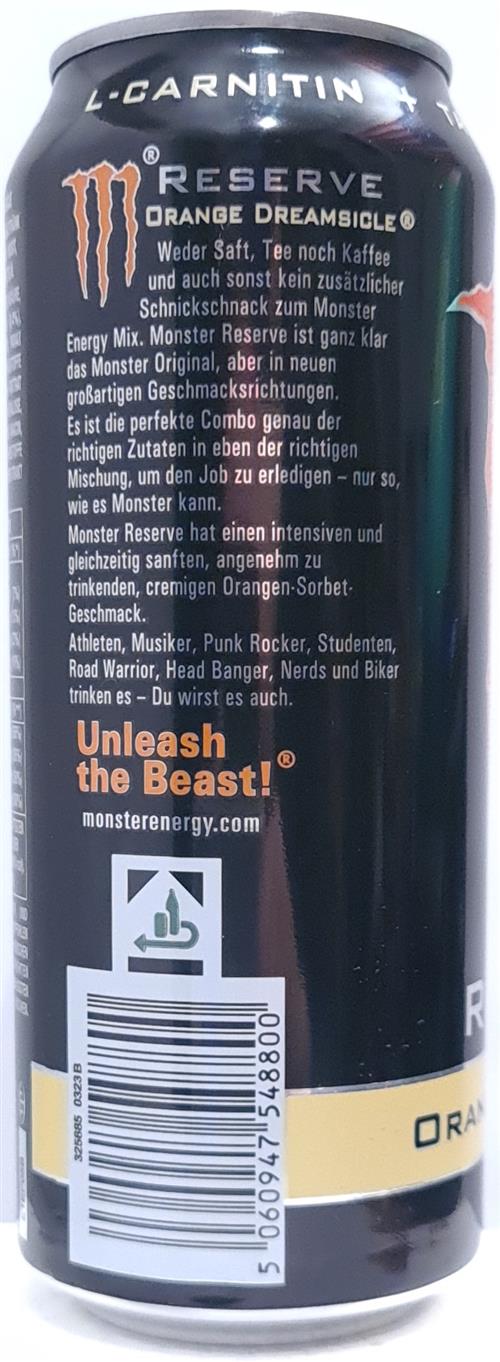 L-CARNITIN +
® RESERVE
ORANGE DREAMSICLE®
Weder Saft, Tee noch Kaffee
und auch sonst kein zusätzlicher
Schnickschnack zum Monster
Energy Mix. Monster Reserve ist ganz klar
das Monster Original, aber in neuen
großartigen Geschmacksrichtungen.
Es ist die perfekte Combo genau der
richtigen Zutaten in eben der richtigen
Mischung, um den Job zu erledigen – nur so,
wie es Monster kann.
Monster Reserve hat einen intensiven und
gleichzeitig sanften, angenehm zu
trinkenden, cremigen Orangen-Sorbet-
Geschmack.
Athleten, Musiker, Punk Rocker, Studenten,
Road Warrior, Head Banger, Nerds und Biker
trinken es – Du wirst es auch.
Unleash
the Beast!®
monsterenergy.com
325685 0323B
5 060947 548800